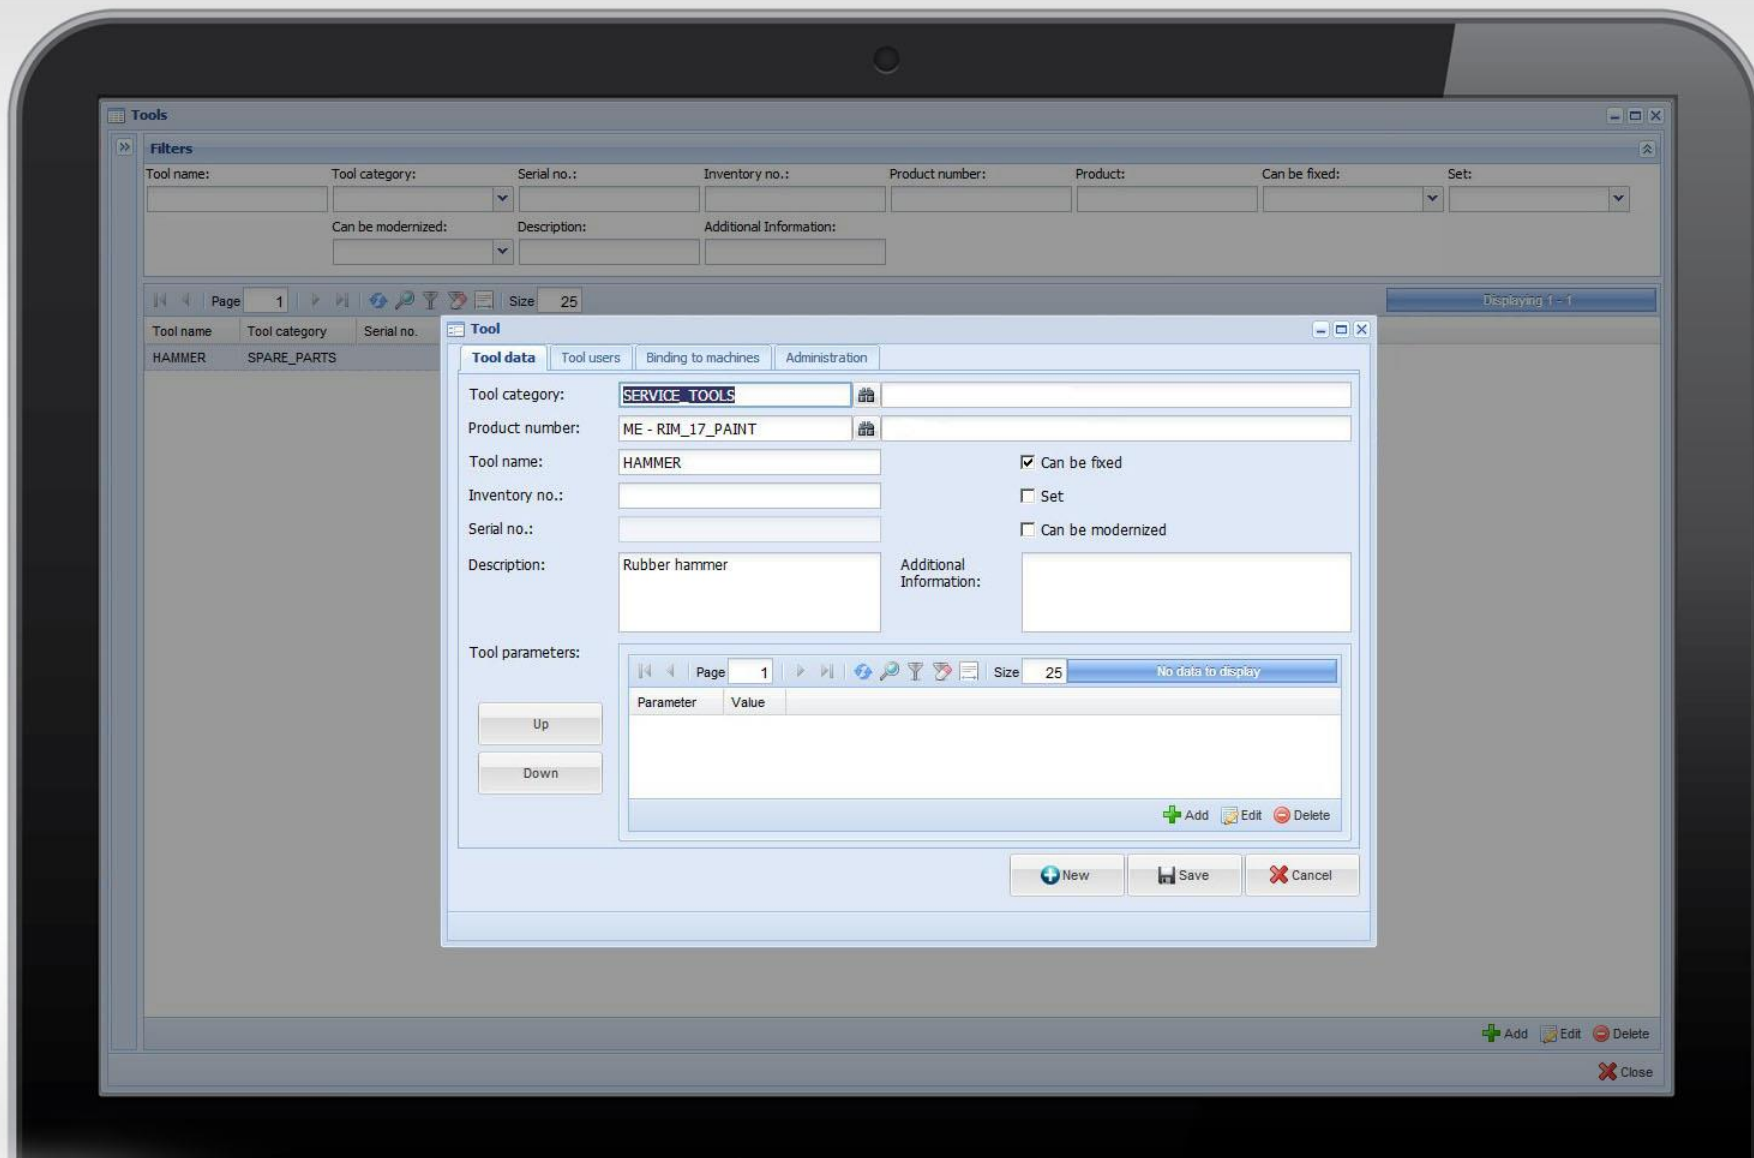 Tools
Filters
Tool name: Tool category: Serial no.: Inventory no.: Product number: Product: Can be fixed: Set:
Can be modernized: Description: Additional Information:
Page 1 Size 25 Displaying 1 - 1
Tool name Tool category Serial no.
HAMMER SPARE_PARTS
Tool
Tool data Tool users Binding to machines Administration
Tool category: SERVICE_TOOLS
Product number: ME - RIM_17_PAINT
Tool name: HAMMER Can be fixed
Inventory no.: Set
Serial no.: Can be modernized
Description: Rubber hammer Additional
Information:
Tool parameters:
Page 1 Size 25 No data to display
Parameter Value
Up
Down
Add Edit Delete
New Save Cancel
Add Edit Delete
Close